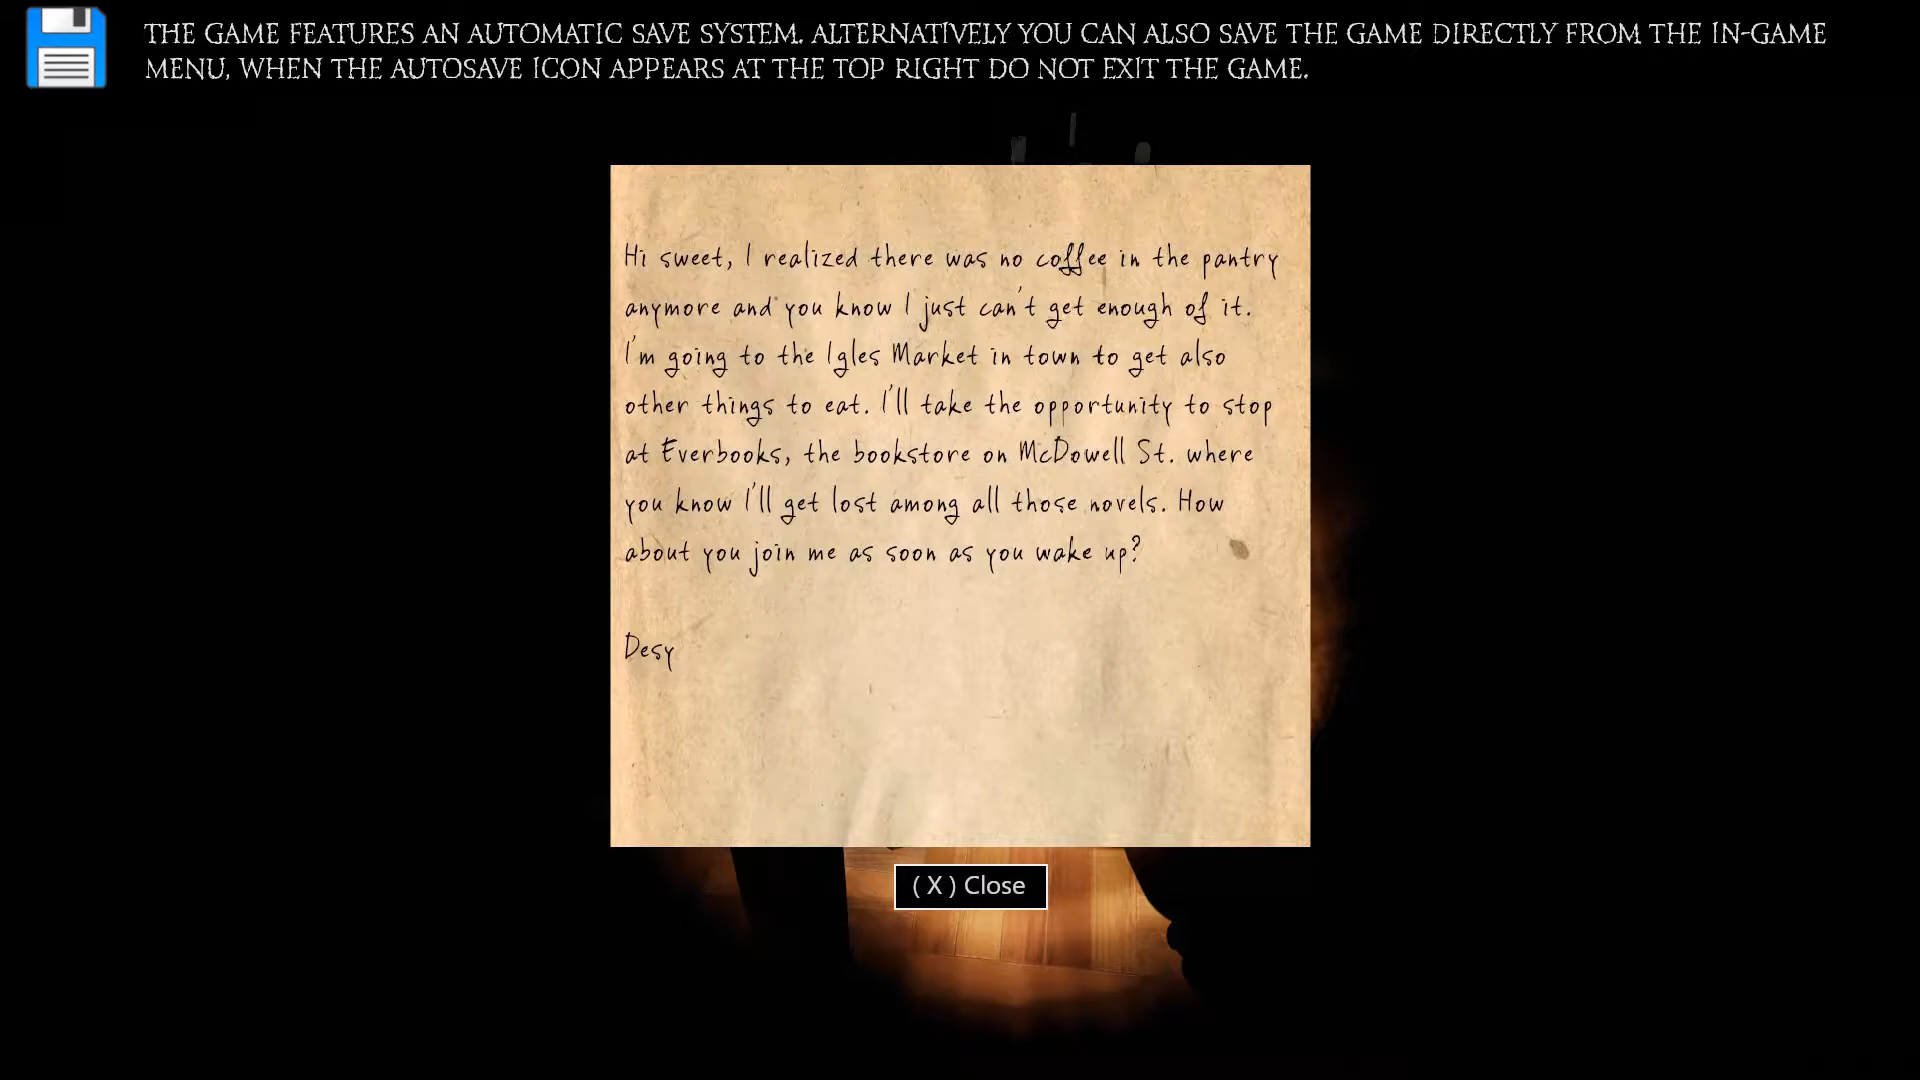 THE GAME FEATURES AN AUTOMATIC SAVE SYSTEM. ALTERNATIVELY YOU CAN ALSO SAVE THE GAME DIRECTLY FROM THE IN-GAME
MENU, WHEN THE AUTOSAVE ICON APPEARS AT THE TOP RIGHT DO NOT EXIT THE GAME.
Hi sweet, I realized there was no coffee in the pantry
anymore and you know I just can't get enough of it.
I'm going to the Igles Market in town to get also
other things to eat. I'll take the opportunity to stop
at Everbooks, the bookstore on McDowell St. where
you know I'll get lost among all those novels. How
about you join me as soon as you wake up?
Desy
( X ) Close